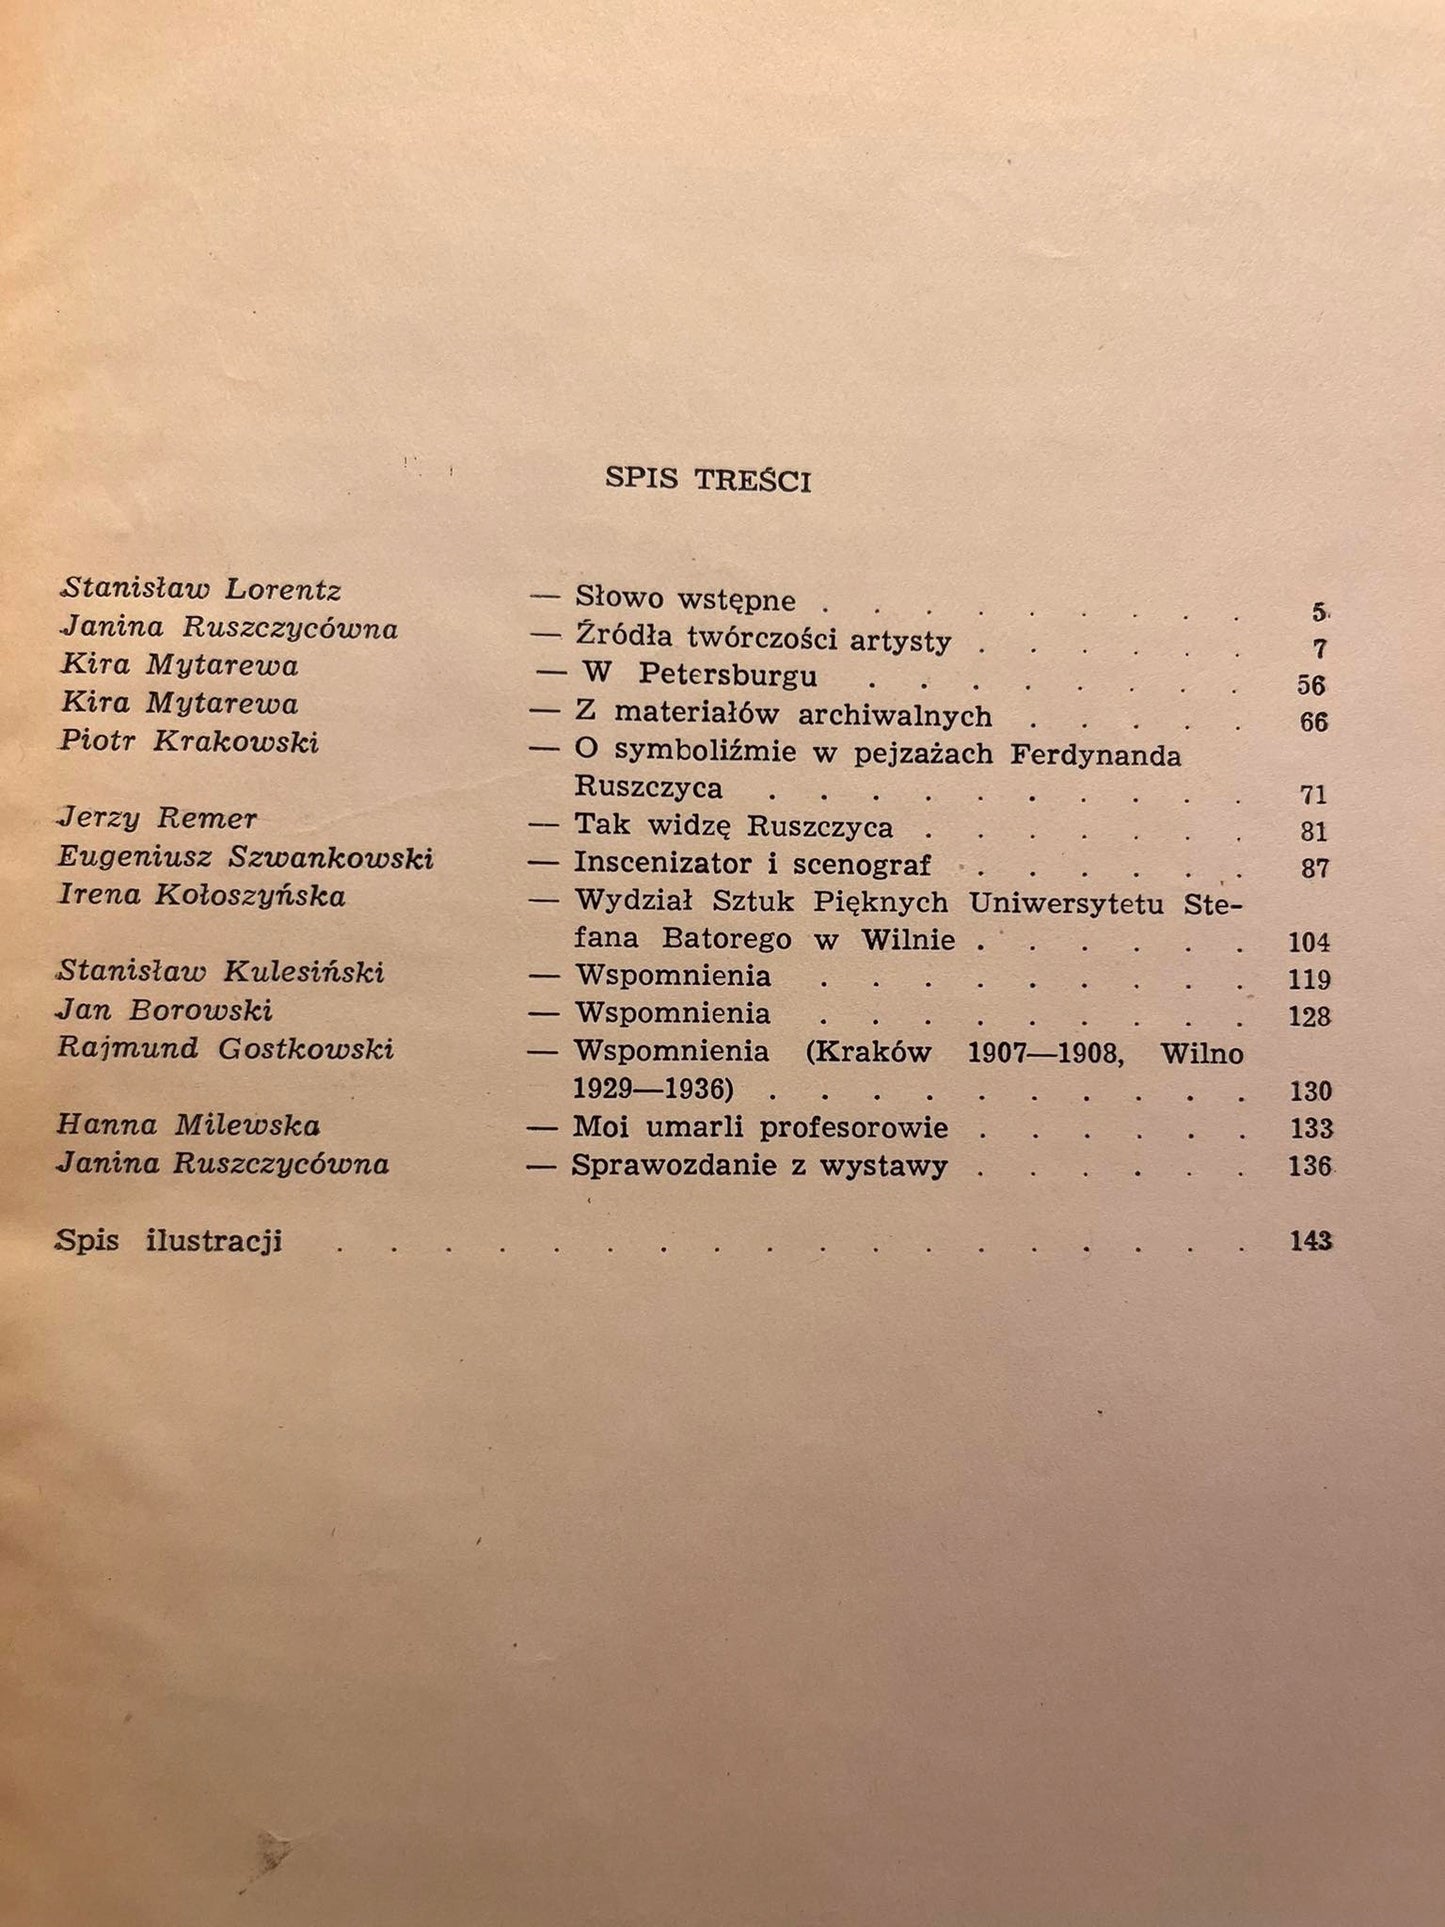 SPIS TREŚCI
Stanisław Lorentz — Słowo wstępne . . . . . . . . . 5
Janina Ruszczycówna — Źródła twórczości artysty . . . . . . 7
Kira Mytarewa — W Petersburgu . . . . . . . . 56
Kira Mytarewa — Z materiałów archiwalnych . . . . . 66
Piotr Krakowski — O symboliźmie w pejzażach Ferdynanda
Ruszczyca . . . . . . . . . . 71
Jerzy Remer — Tak widzę Ruszczyca . . . . . . . 81
Eugeniusz Szwankowski — Inscenizator i scenograf . . . . . . 87
Irena Kołoszyńska — Wydział Sztuk Pięknych Uniwersytetu Ste-
fana Batorego w Wilnie . . . . . . 104
Stanisław Kulesiński — Wspomnienia . . . . . . . . . 119
Jan Borowski — Wspomnienia . . . . . . . . . 128
Rajmund Gostkowski — Wspomnienia (Kraków 1907—1908, Wilno
1929—1936) . . . . . . . . . . 130
Hanna Milewska — Moi umarli profesorowie . . . . . . 133
Janina Ruszczycówna — Sprawozdanie z wystawy . . . . . . 136
Spis ilustracji . . . . . . . . . . . . . . . . . . 143